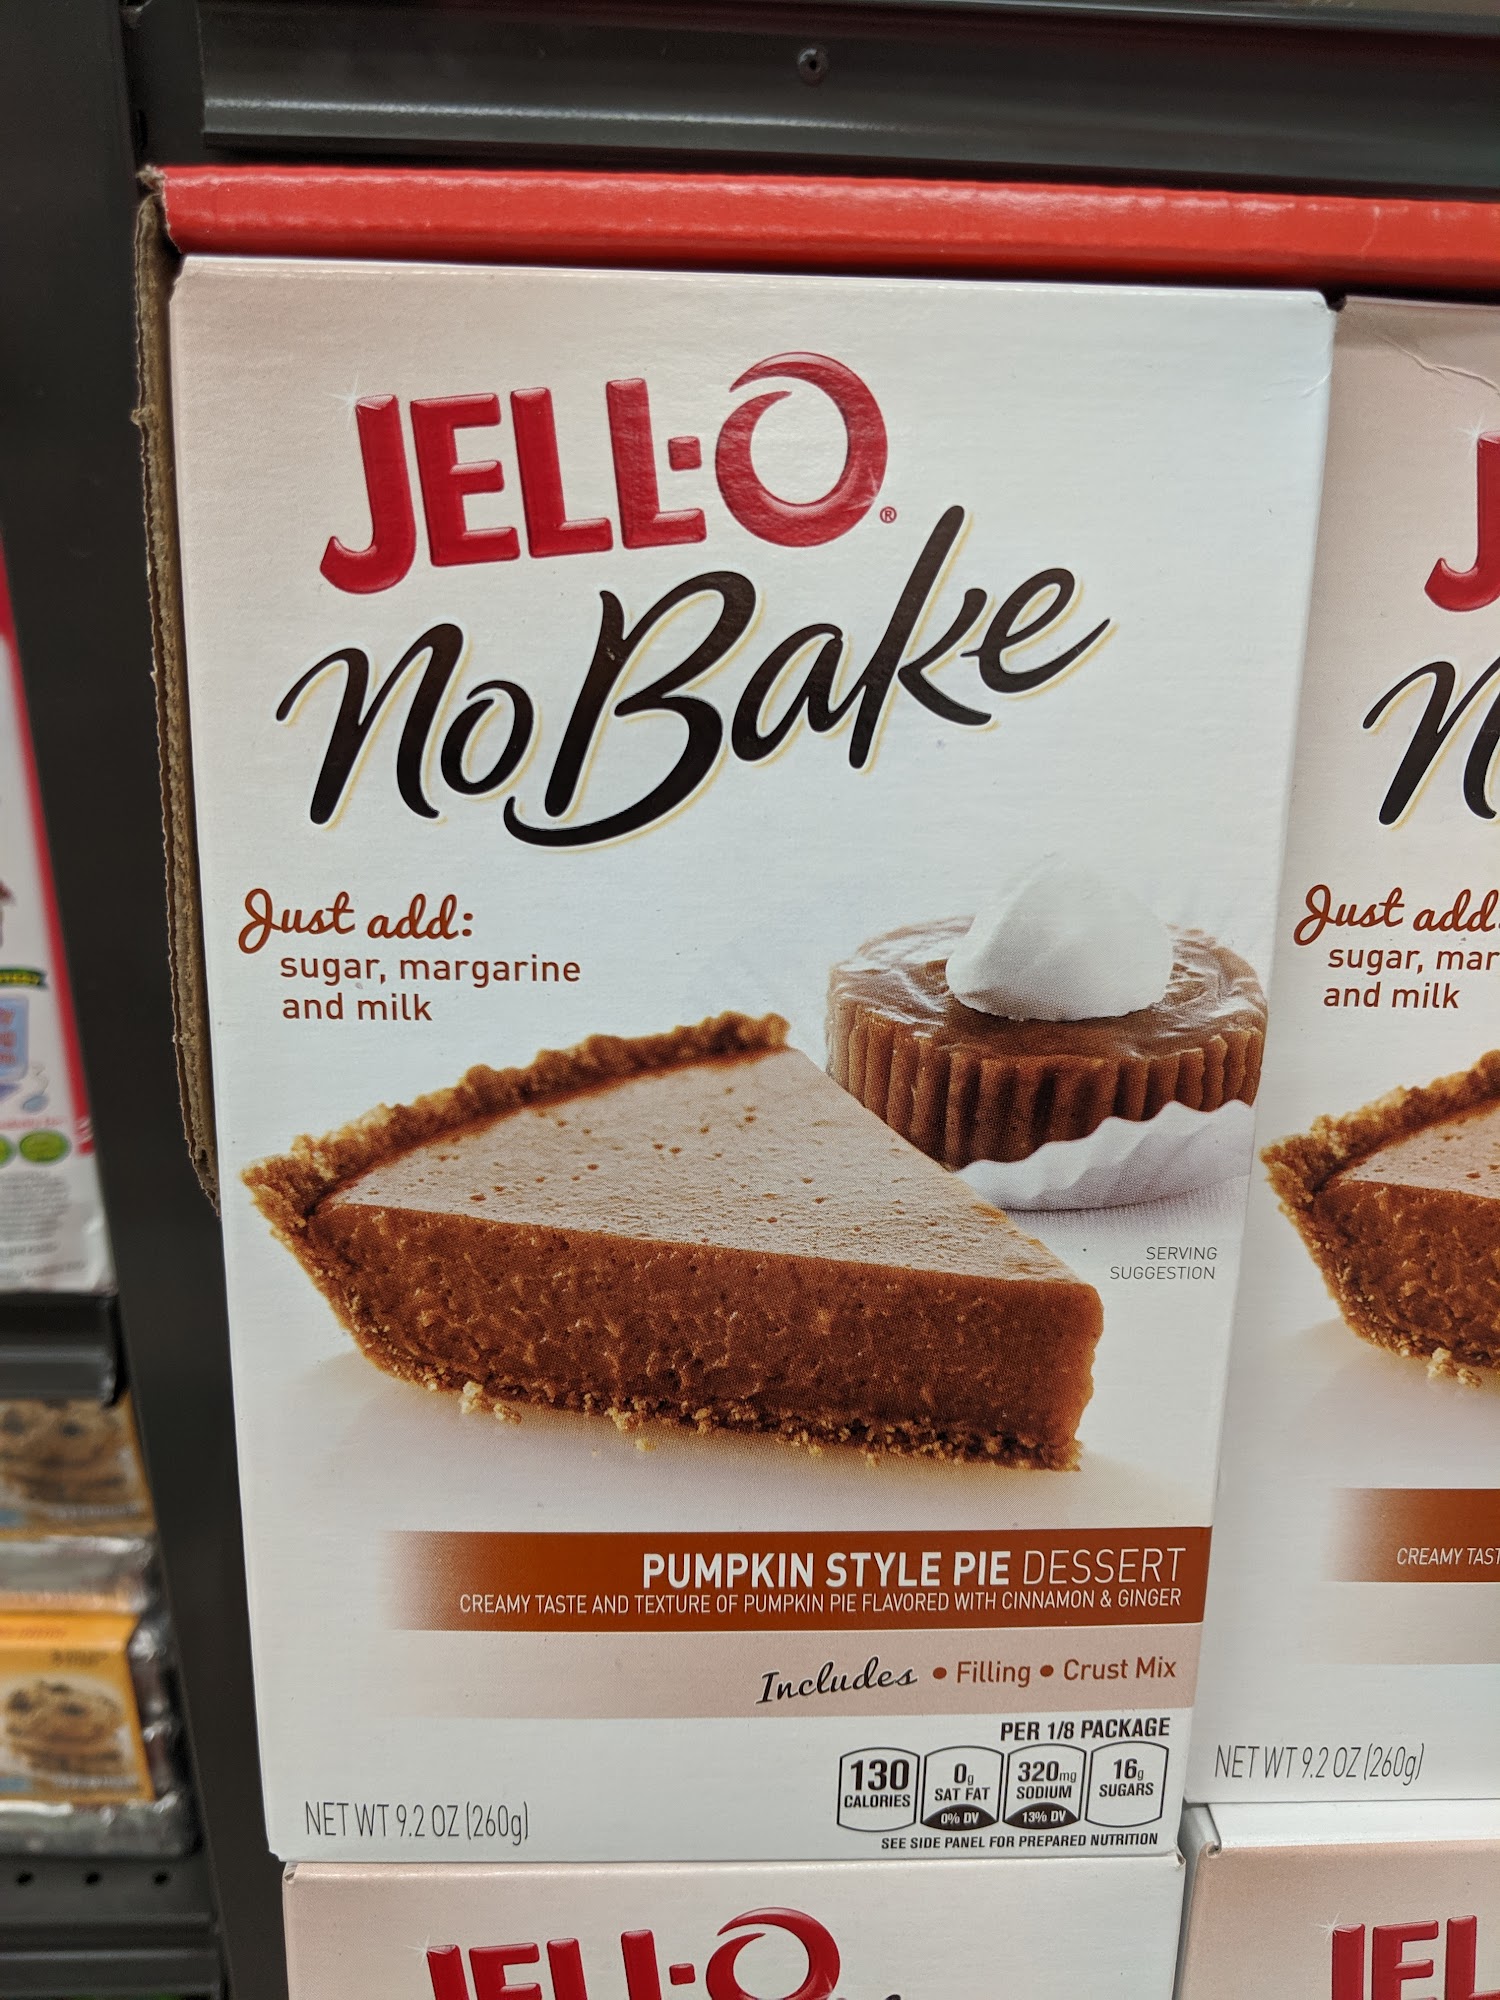 JELL-O®
No Bake
Just add:
sugar, margarine
and milk
SERVING
SUGGESTION
PUMPKIN STYLE PIE DESSERT
CREAMY TASTE AND TEXTURE OF PUMPKIN PIE FLAVORED WITH CINNAMON & GINGER
Includes • Filling • Crust Mix
PER 1/8 PACKAGE
130 CALORIES
0g SAT FAT 0% DV
320mg SODIUM 13% DV
16g SUGARS
SEE SIDE PANEL FOR PREPARED NUTRITION
NET WT 9.2 OZ (260g)
J
N
Just add:
sugar, mar
and milk
CREAMY TAST
NET WT 9.2 OZ (260g)
JELL-O
JEL